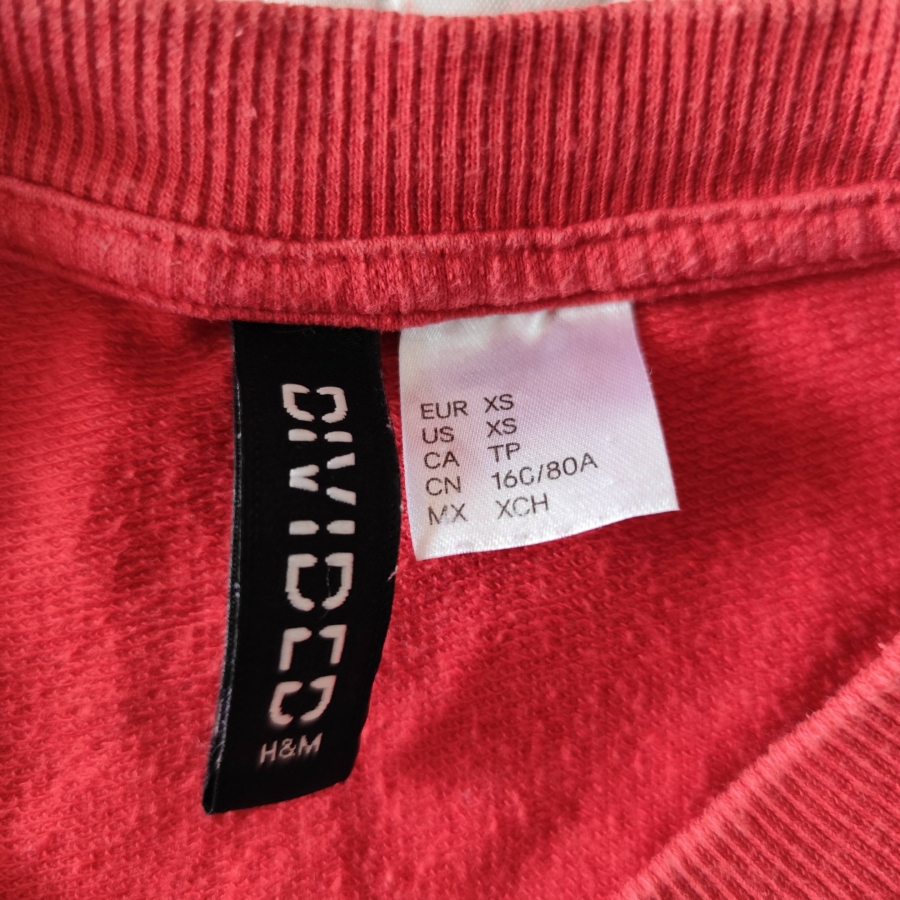 DIVIDED
H&M
EUR XS
US XS
CA TP
CN 160/80A
MX XCH